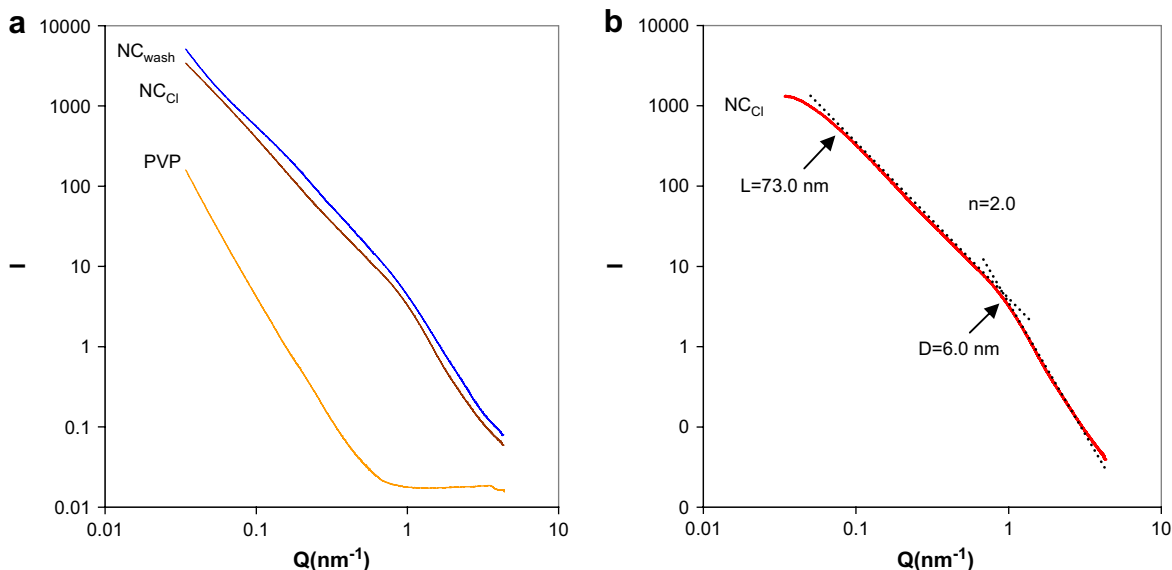 a
10000
NCwash
1000
NCCl
PVP
100
10
1
0.1
0.01
I
0.01 0.1 1 10
Q(nm-1)
b
10000
1000
NCCl
100
L=73.0 nm
n=2.0
10
1
D=6.0 nm
0
0
I
0.01 0.1 1 10
Q(nm-1)